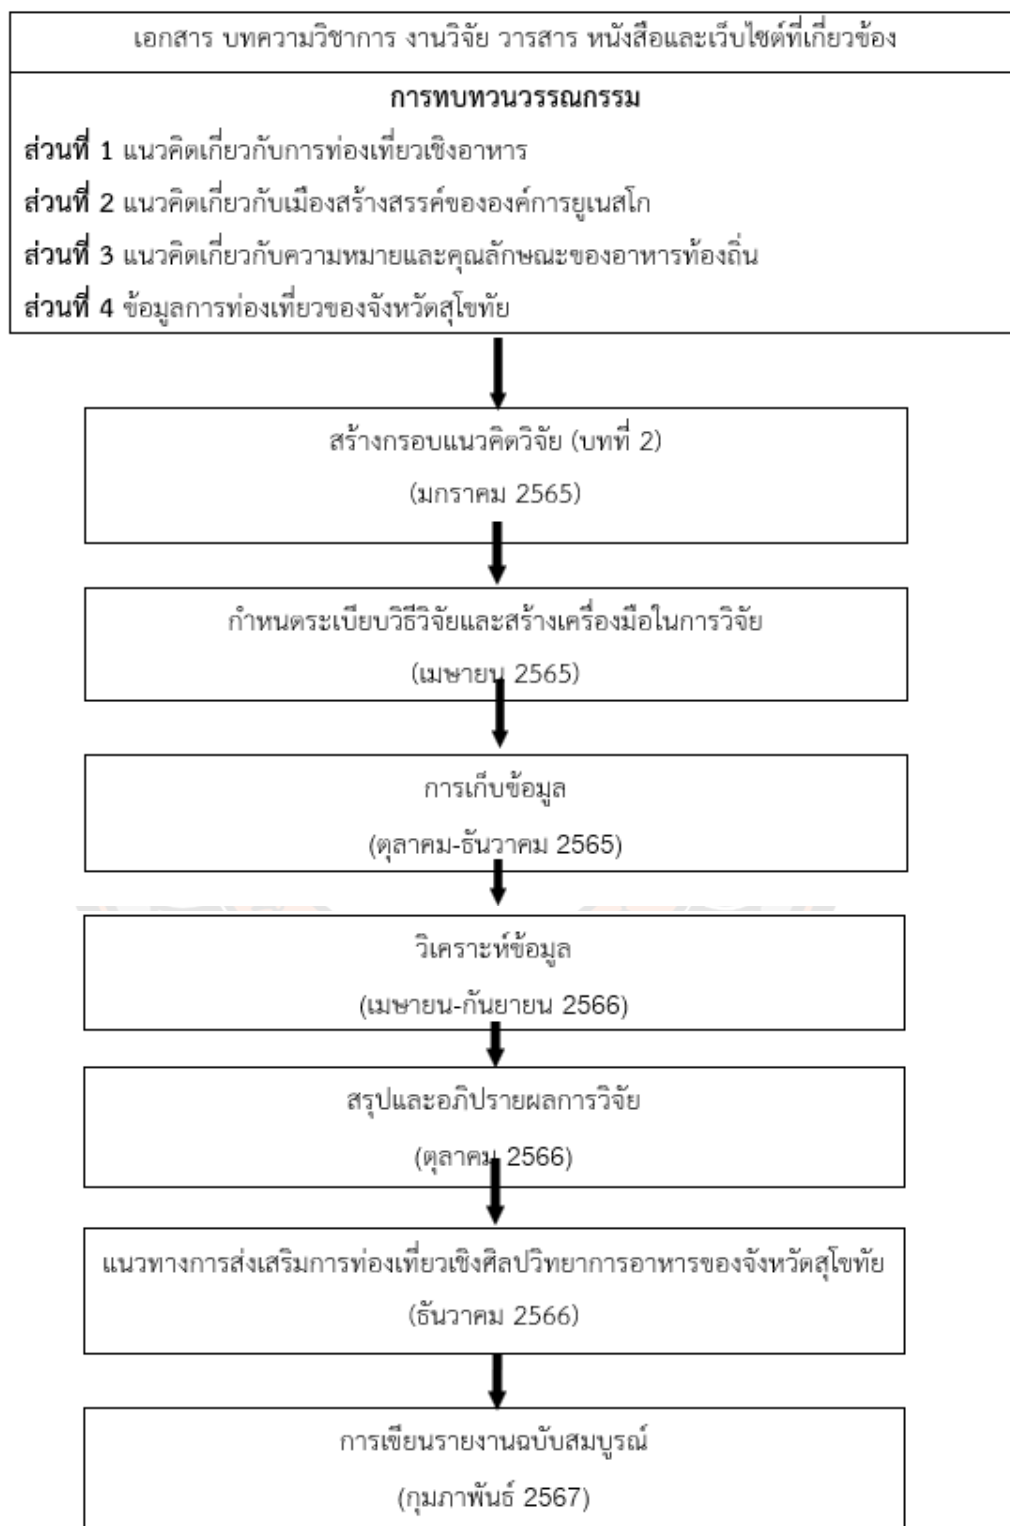 เอกสาร บทความวิชาการ งานวิจัย วารสาร หนังสือและเว็บไซต์ที่เกี่ยวข้อง
การทบทวนวรรณกรรม
ส่วนที่ 1 แนวคิดเกี่ยวกับการท่องเที่ยวเชิงอาหาร
ส่วนที่ 2 แนวคิดเกี่ยวกับเมืองสร้างสรรค์ขององค์การยูเนสโก
ส่วนที่ 3 แนวคิดเกี่ยวกับความหมายและคุณลักษณะของอาหารท้องถิ่น
ส่วนที่ 4 ข้อมูลการท่องเที่ยวของจังหวัดสุโขทัย
สร้างกรอบแนวคิดวิจัย (บทที่ 2)
(มกราคม 2565)
กำหนดระเบียบวิธีวิจัยและสร้างเครื่องมือในการวิจัย
(เมษายน 2565)
การเก็บข้อมูล
(ตุลาคม-ธันวาคม 2565)
วิเคราะห์ข้อมูล
(เมษายน-กันยายน 2566)
สรุปและอภิปรายผลการวิจัย
(ตุลาคม 2566)
แนวทางการส่งเสริมการท่องเที่ยวเชิงศิลปวิทยาการอาหารของจังหวัดสุโขทัย
(ธันวาคม 2566)
การเขียนรายงานฉบับสมบูรณ์
(กุมภาพันธ์ 2567)